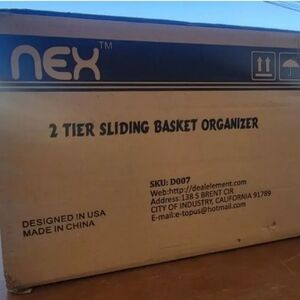 nex™
2 TIER SLIDING BASKET ORGANIZER
SKU: D007
Web:http://dealelement.com
Address:138 S BRENT CIR
CITY OF INDUSTRY, CALIFORNIA 91789
E-mail:e-topus@hotmail.com
DESIGNED IN USA
MADE IN CHINA